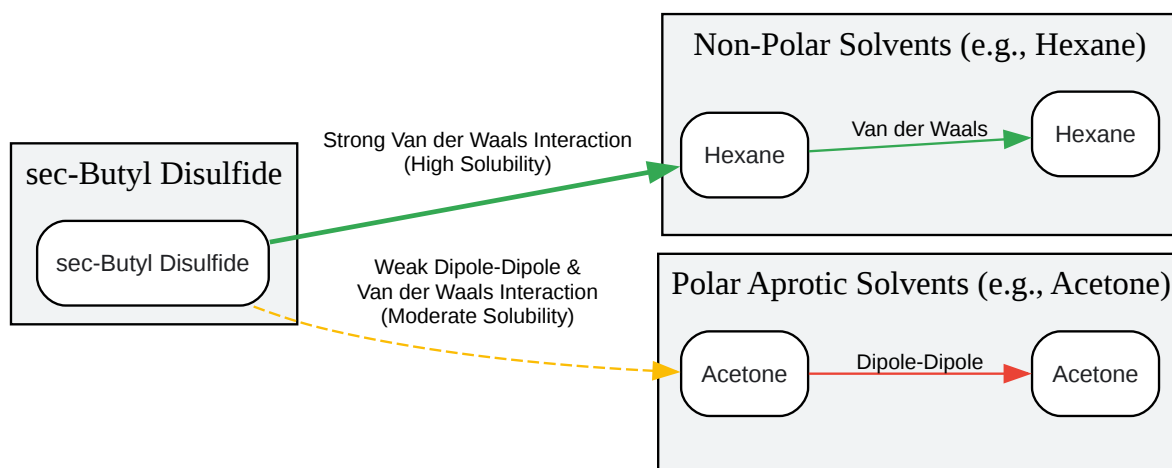 sec-Butyl Disulfide
sec-Butyl Disulfide
Strong Van der Waals Interaction
(High Solubility)
Weak Dipole-Dipole &
Van der Waals Interaction
(Moderate Solubility)
Non-Polar Solvents (e.g., Hexane)
Hexane
Van der Waals
Hexane
Polar Aprotic Solvents (e.g., Acetone)
Acetone
Dipole-Dipole
Acetone